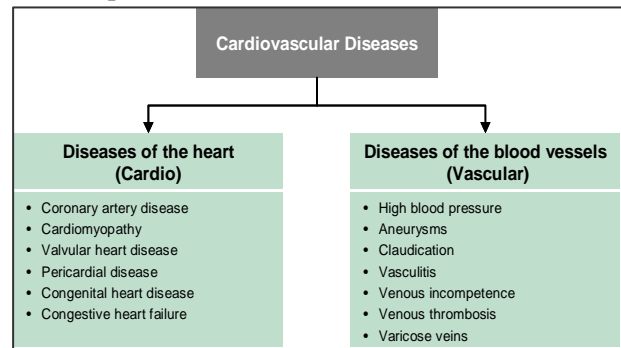 Cardiovascular Diseases
Diseases of the heart
(Cardio)
• Coronary artery disease
• Cardiomyopathy
• Valvular heart disease
• Pericardial disease
• Congenital heart disease
• Congestive heart failure
Diseases of the blood vessels
(Vascular)
• High blood pressure
• Aneurysms
• Claudication
• Vasculitis
• Venous incompetence
• Venous thrombosis
• Varicose veins